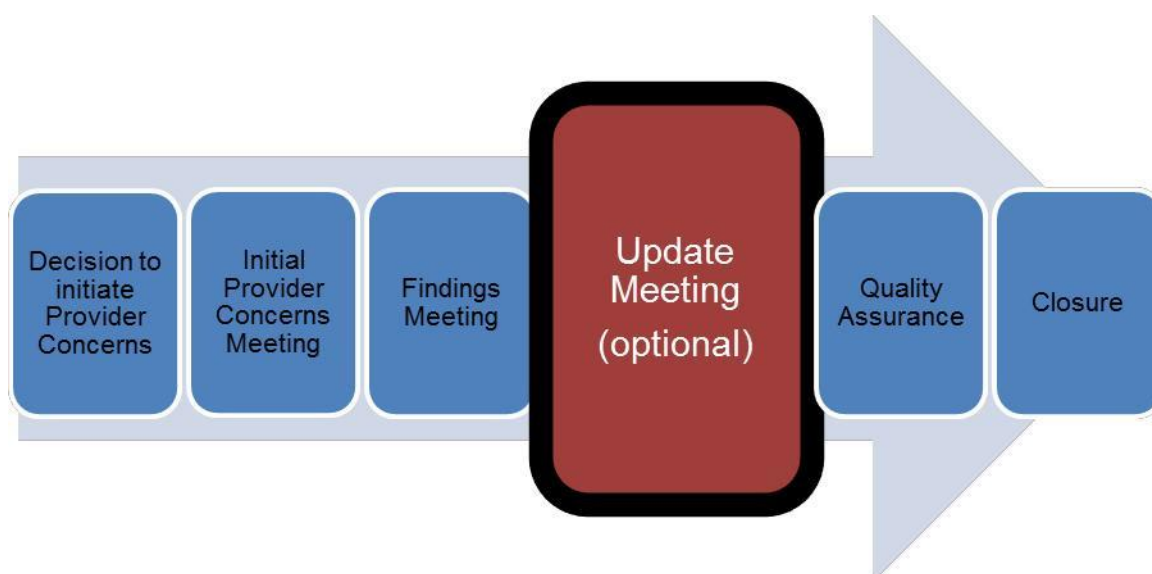 Decision to
initiate
Provider
Concerns
Initial
Provider
Concerns
Meeting
Findings
Meeting
Update
Meeting
(optional)
Quality
Assurance
Closure